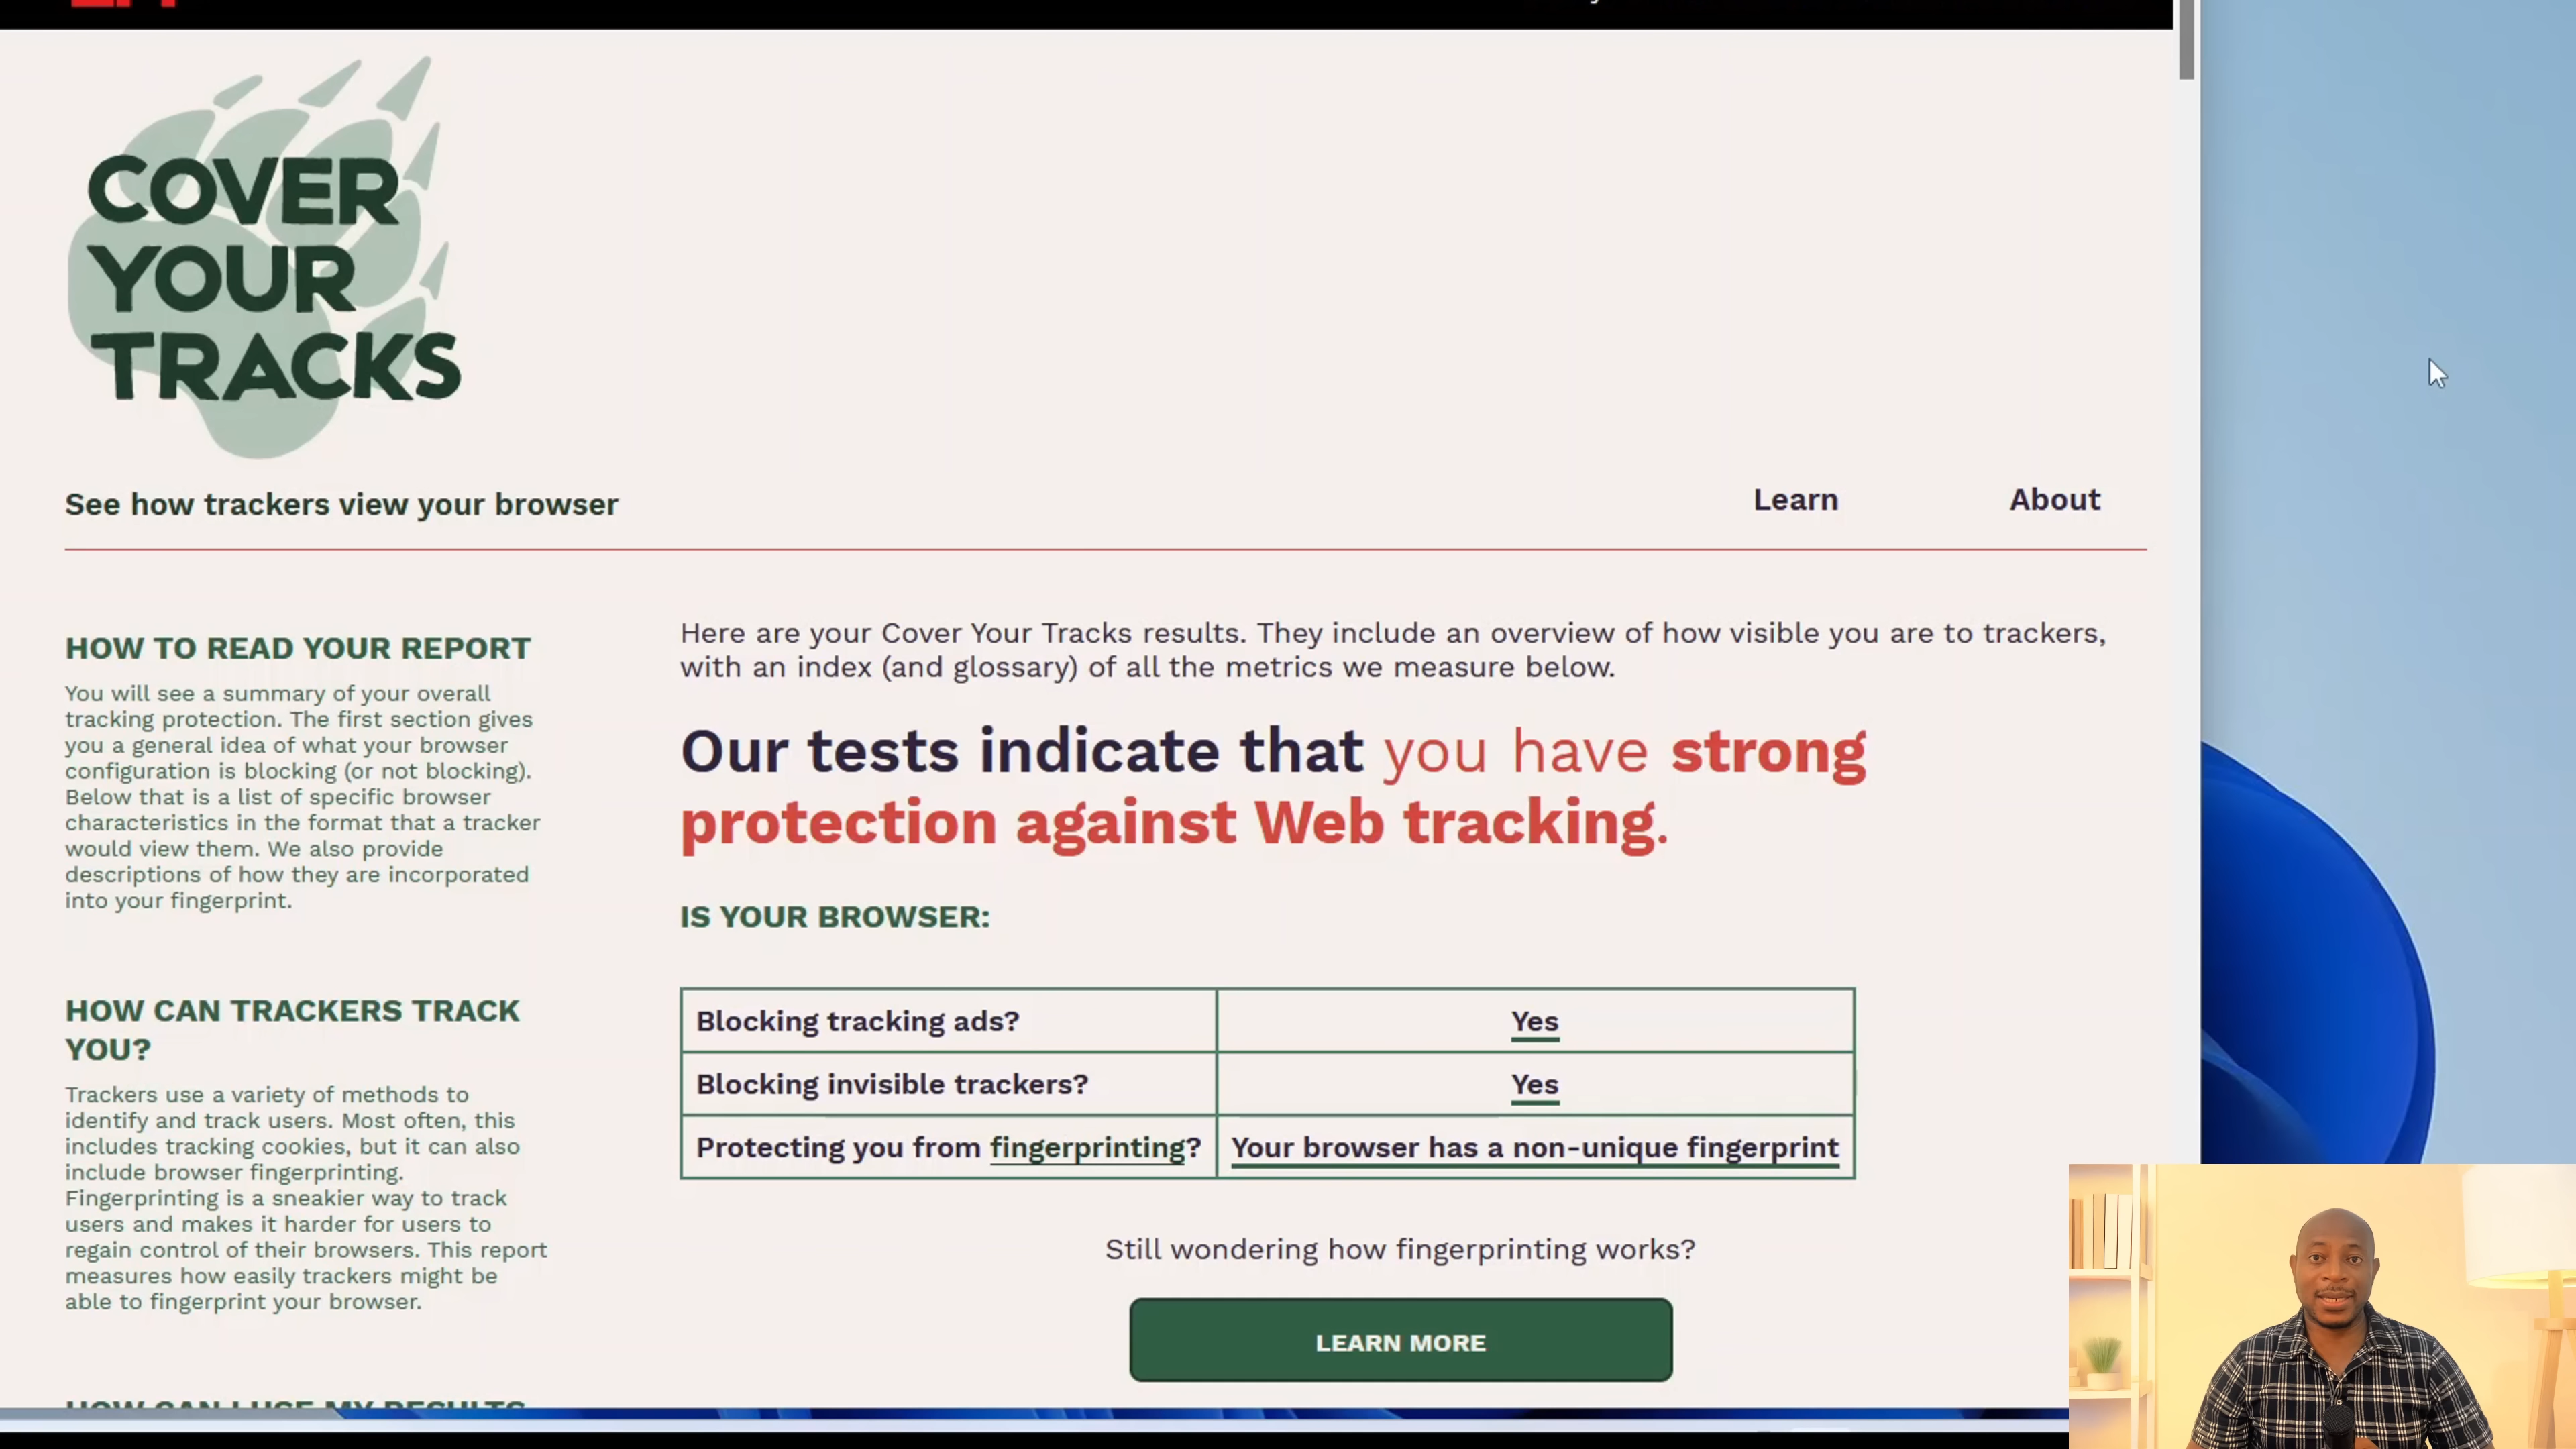 COVER
YOUR
TRACKS
See how trackers view your browser
Learn
About
HOW TO READ YOUR REPORT
You will see a summary of your overall
tracking protection. The first section gives
you a general idea of what your browser
configuration is blocking (or not blocking).
Below that is a list of specific browser
characteristics in the format that a tracker
would view them. We also provide
descriptions of how they are incorporated
into your fingerprint.
HOW CAN TRACKERS TRACK
YOU?
Trackers use a variety of methods to
identify and track users. Most often, this
includes tracking cookies, but it can also
include browser fingerprinting.
Fingerprinting is a sneakier way to track
users and makes it harder for users to
regain control of their browsers. This report
measures how easily trackers might be
able to fingerprint your browser.
HOW CAN I USE MY RESULTS
Here are your Cover Your Tracks results. They include an overview of how visible you are to trackers,
with an index (and glossary) of all the metrics we measure below.
Our tests indicate that you have strong
protection against Web tracking.
IS YOUR BROWSER:
Blocking tracking ads? Yes
Blocking invisible trackers? Yes
Protecting you from fingerprinting? Your browser has a non-unique fingerprint
Still wondering how fingerprinting works?
LEARN MORE